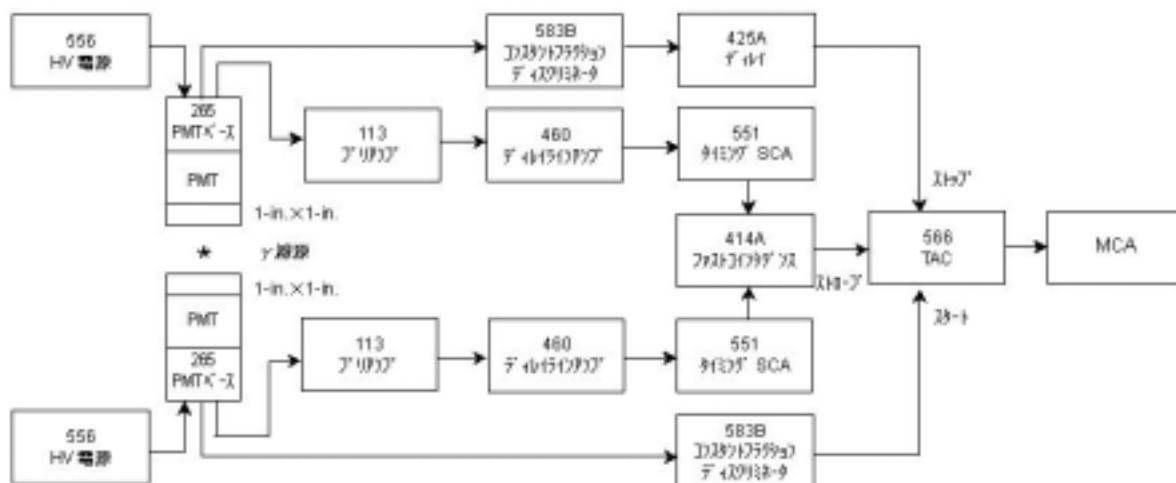 556
HV 電源
265
PMTベース
PMT
1-in.×1-in.
583B
コンスタントフラクション
ディスクリミネータ
425A
ディレイ
113
プリアンプ
460
ディレイラインアンプ
551
タイミング SCA
ストップ
414A
ファストコインシデンス
ストローブ
566
TAC
MCA
γ線源
1-in.×1-in.
PMT
265
PMTベース
113
プリアンプ
460
ディレイラインアンプ
551
タイミング SCA
スタート
556
HV 電源
583B
コンスタントフラクション
ディスクリミネータ